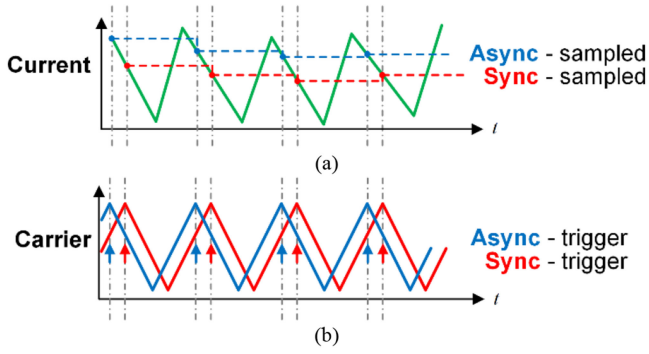 Current
Async - sampled
Sync - sampled
t
(a)
Carrier
Async - trigger
Sync - trigger
t
(b)